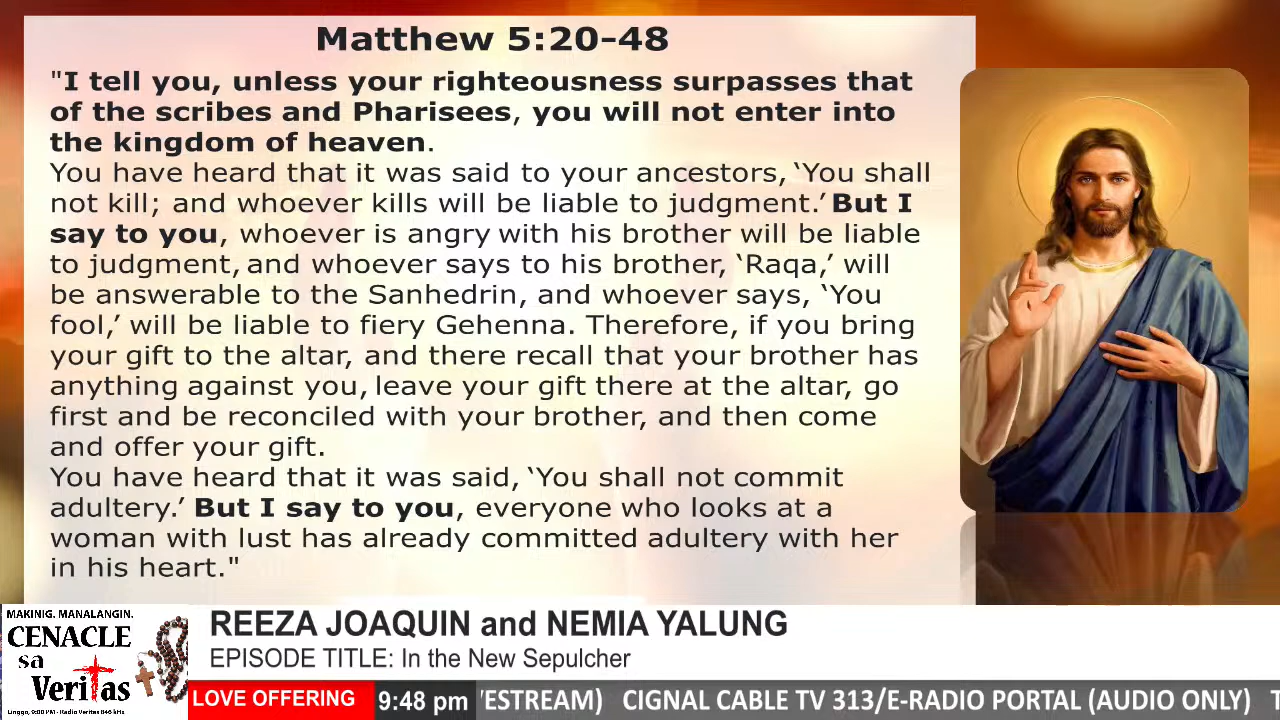 Matthew 5:20-48
"I tell you, unless your righteousness surpasses that
of the scribes and Pharisees, you will not enter into
the kingdom of heaven.
You have heard that it was said to your ancestors, ‘You shall
not kill; and whoever kills will be liable to judgment.’ But I
say to you, whoever is angry with his brother will be liable
to judgment, and whoever says to his brother, ‘Raqa,’ will
be answerable to the Sanhedrin, and whoever says, ‘You
fool,’ will be liable to fiery Gehenna. Therefore, if you bring
your gift to the altar, and there recall that your brother has
anything against you, leave your gift there at the altar, go
first and be reconciled with your brother, and then come
and offer your gift.
You have heard that it was said, ‘You shall not commit
adultery.’ But I say to you, everyone who looks at a
woman with lust has already committed adultery with her
in his heart."
MAKINIG. MANALANGIN.
CENACLE
sa
Veritas
Linggo, 9:00 PM - Radio Veritas 846 kHz
REEZA JOAQUIN and NEMIA YALUNG
EPISODE TITLE: In the New Sepulcher
LOVE OFFERING
9:48 pm
ESTREAM) CIGNAL CABLE TV 313/E-RADIO PORTAL (AUDIO ONLY) T